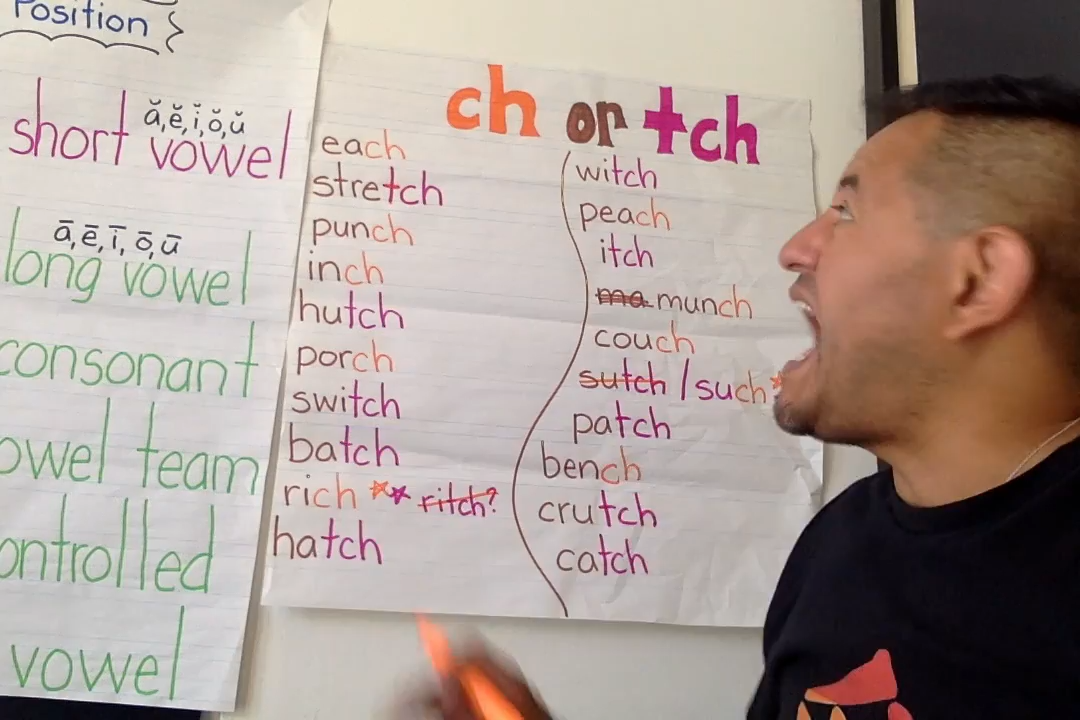 Position
short vowel
ă, ĕ, ĭ, ŏ, ŭ
long vowel
ā, ē, ī, ō, ū
consonant
owel team
ontrolled
vowel
ch or tch
each
stretch
punch
inch
hutch
porch
switch
batch
rich ** ritch?
hatch
witch
peach
itch
ma munch
couch
sutch / such*
patch
bench
crutch
catch